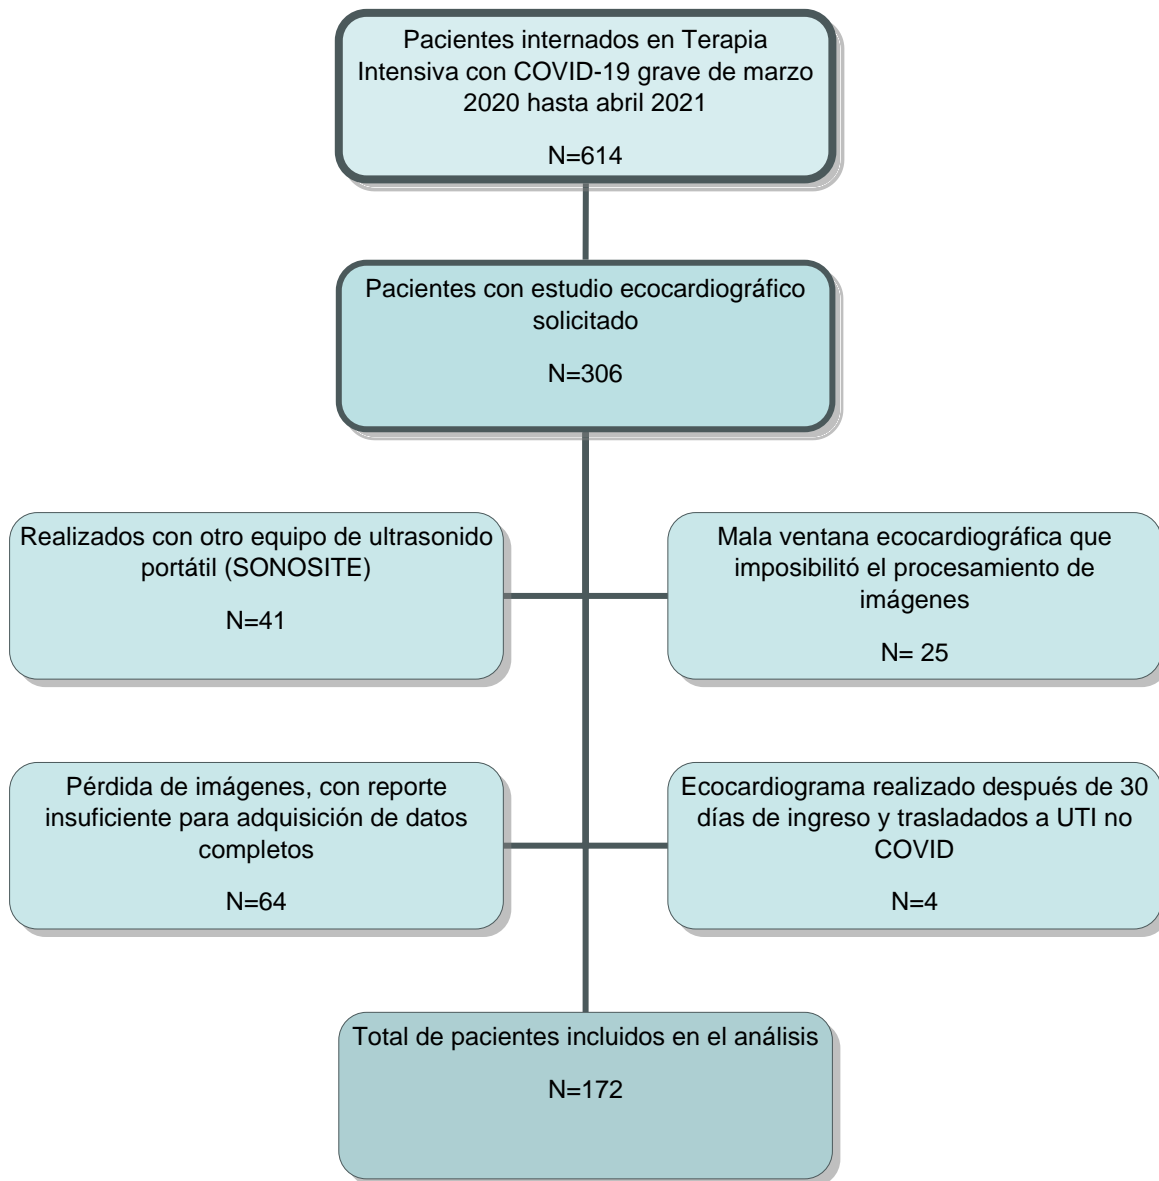 Pacientes internados en Terapia
Intensiva con COVID-19 grave de marzo
2020 hasta abril 2021
N=614
Pacientes con estudio ecocardiográfico
solicitado
N=306
Realizados con otro equipo de ultrasonido
portátil (SONOSITE)
N=41
Mala ventana ecocardiográfica que
imposibilitó el procesamiento de
imágenes
N= 25
Pérdida de imágenes, con reporte
insuficiente para adquisición de datos
completos
N=64
Ecocardiograma realizado después de 30
días de ingreso y trasladados a UTI no
COVID
N=4
Total de pacientes incluidos en el análisis
N=172